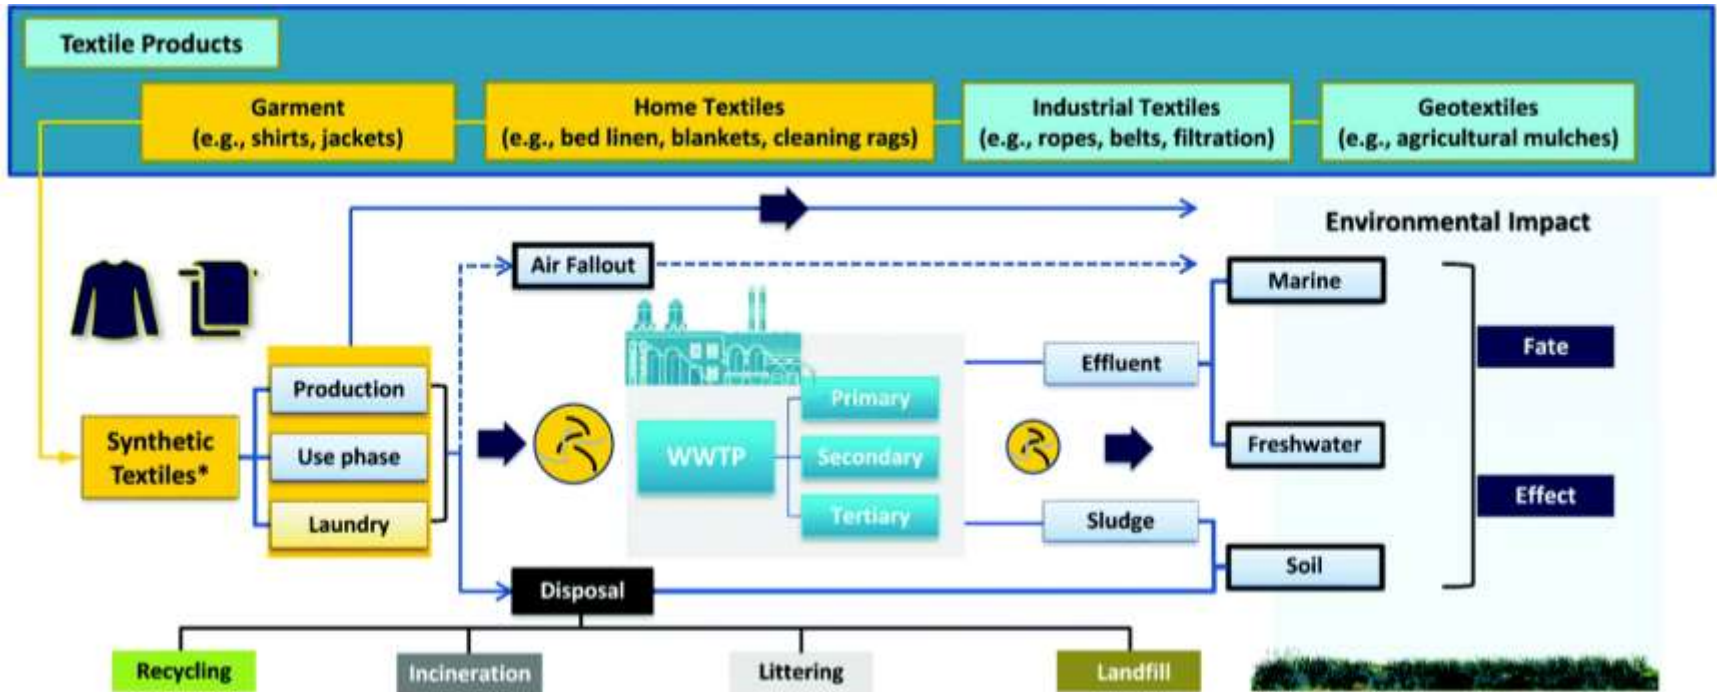 Textile Products
Garment
(e.g., shirts, jackets)
Home Textiles
(e.g., bed linen, blankets, cleaning rags)
Industrial Textiles
(e.g., ropes, belts, filtration)
Geotextiles
(e.g., agricultural mulches)
Environmental Impact
Air Fallout
Marine
Production
Use phase
Laundry
Synthetic
Textiles*
WWTP
Primary
Secondary
Tertiary
Effluent
Sludge
Freshwater
Soil
Fate
Effect
Disposal
Recycling
Incineration
Littering
Landfill